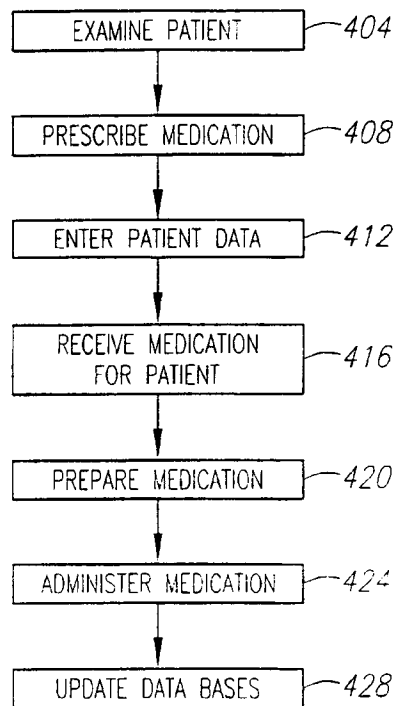 EXAMINE PATIENT 404
PRESCRIBE MEDICATION 408
ENTER PATIENT DATA 412
RECEIVE MEDICATION
FOR PATIENT 416
PREPARE MEDICATION 420
ADMINISTER MEDICATION 424
UPDATE DATA BASES 428